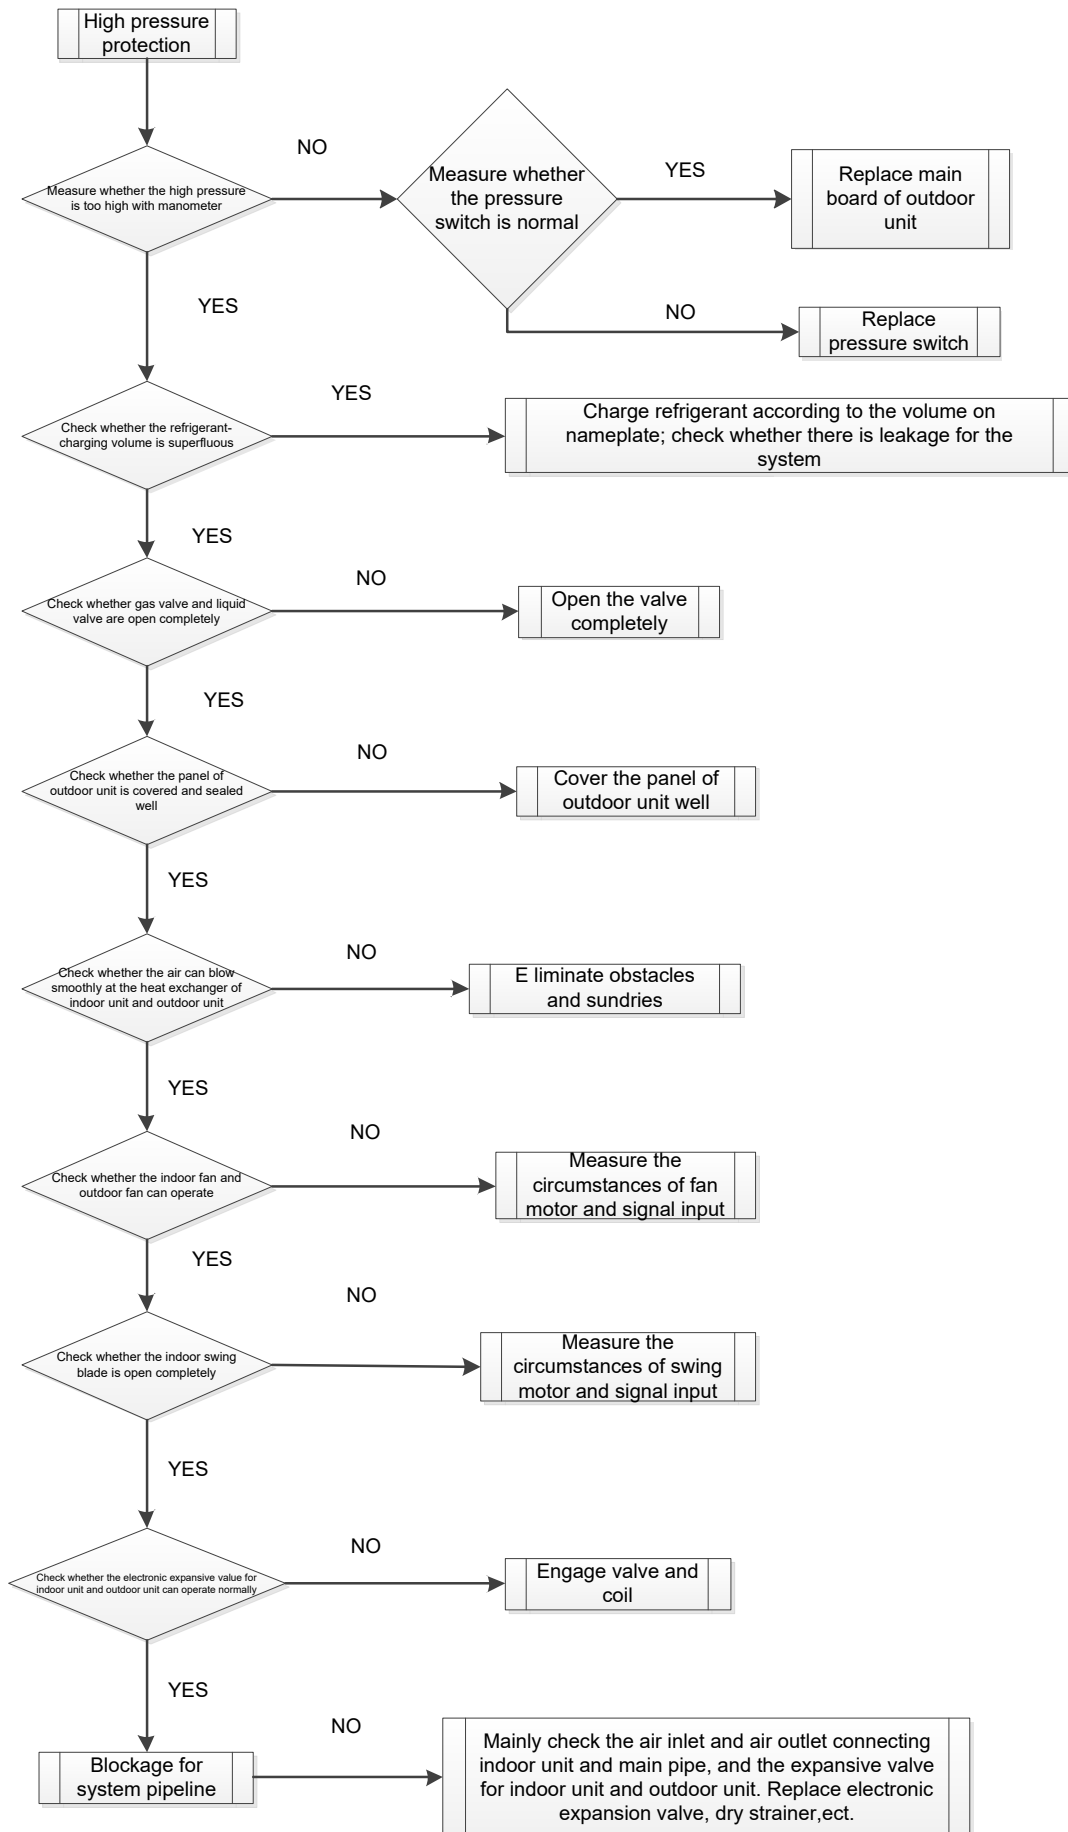 High pressure
protection
NO
Measure whether the high pressure
is too high with manometer
Measure whether
the pressure
switch is normal
YES
Replace main
board of outdoor
unit
YES
NO
Replace
pressure switch
Check whether the refrigerant-
charging volume is superfluous
YES
Charge refrigerant according to the volume on
nameplate; check whether there is leakage for the
system
YES
Check whether gas valve and liquid
valve are open completely
NO
Open the valve
completely
YES
Check whether the panel of
outdoor unit is covered and sealed
well
NO
Cover the panel of
outdoor unit well
YES
Check whether the air can blow
smoothly at the heat exchanger of
indoor unit and outdoor unit
NO
E liminate obstacles
and sundries
YES
Check whether the indoor fan and
outdoor fan can operate
NO
Measure the
circumstances of fan
motor and signal input
YES
Check whether the indoor swing
blade is open completely
NO
Measure the
circumstances of swing
motor and signal input
YES
Check whether the electronic expansive value for
indoor unit and outdoor unit can operate normally
NO
Engage valve and
coil
YES
Blockage for
system pipeline
NO
Mainly check the air inlet and air outlet connecting
indoor unit and main pipe, and the expansive valve
for indoor unit and outdoor unit. Replace electronic
expansion valve, dry strainer,ect.